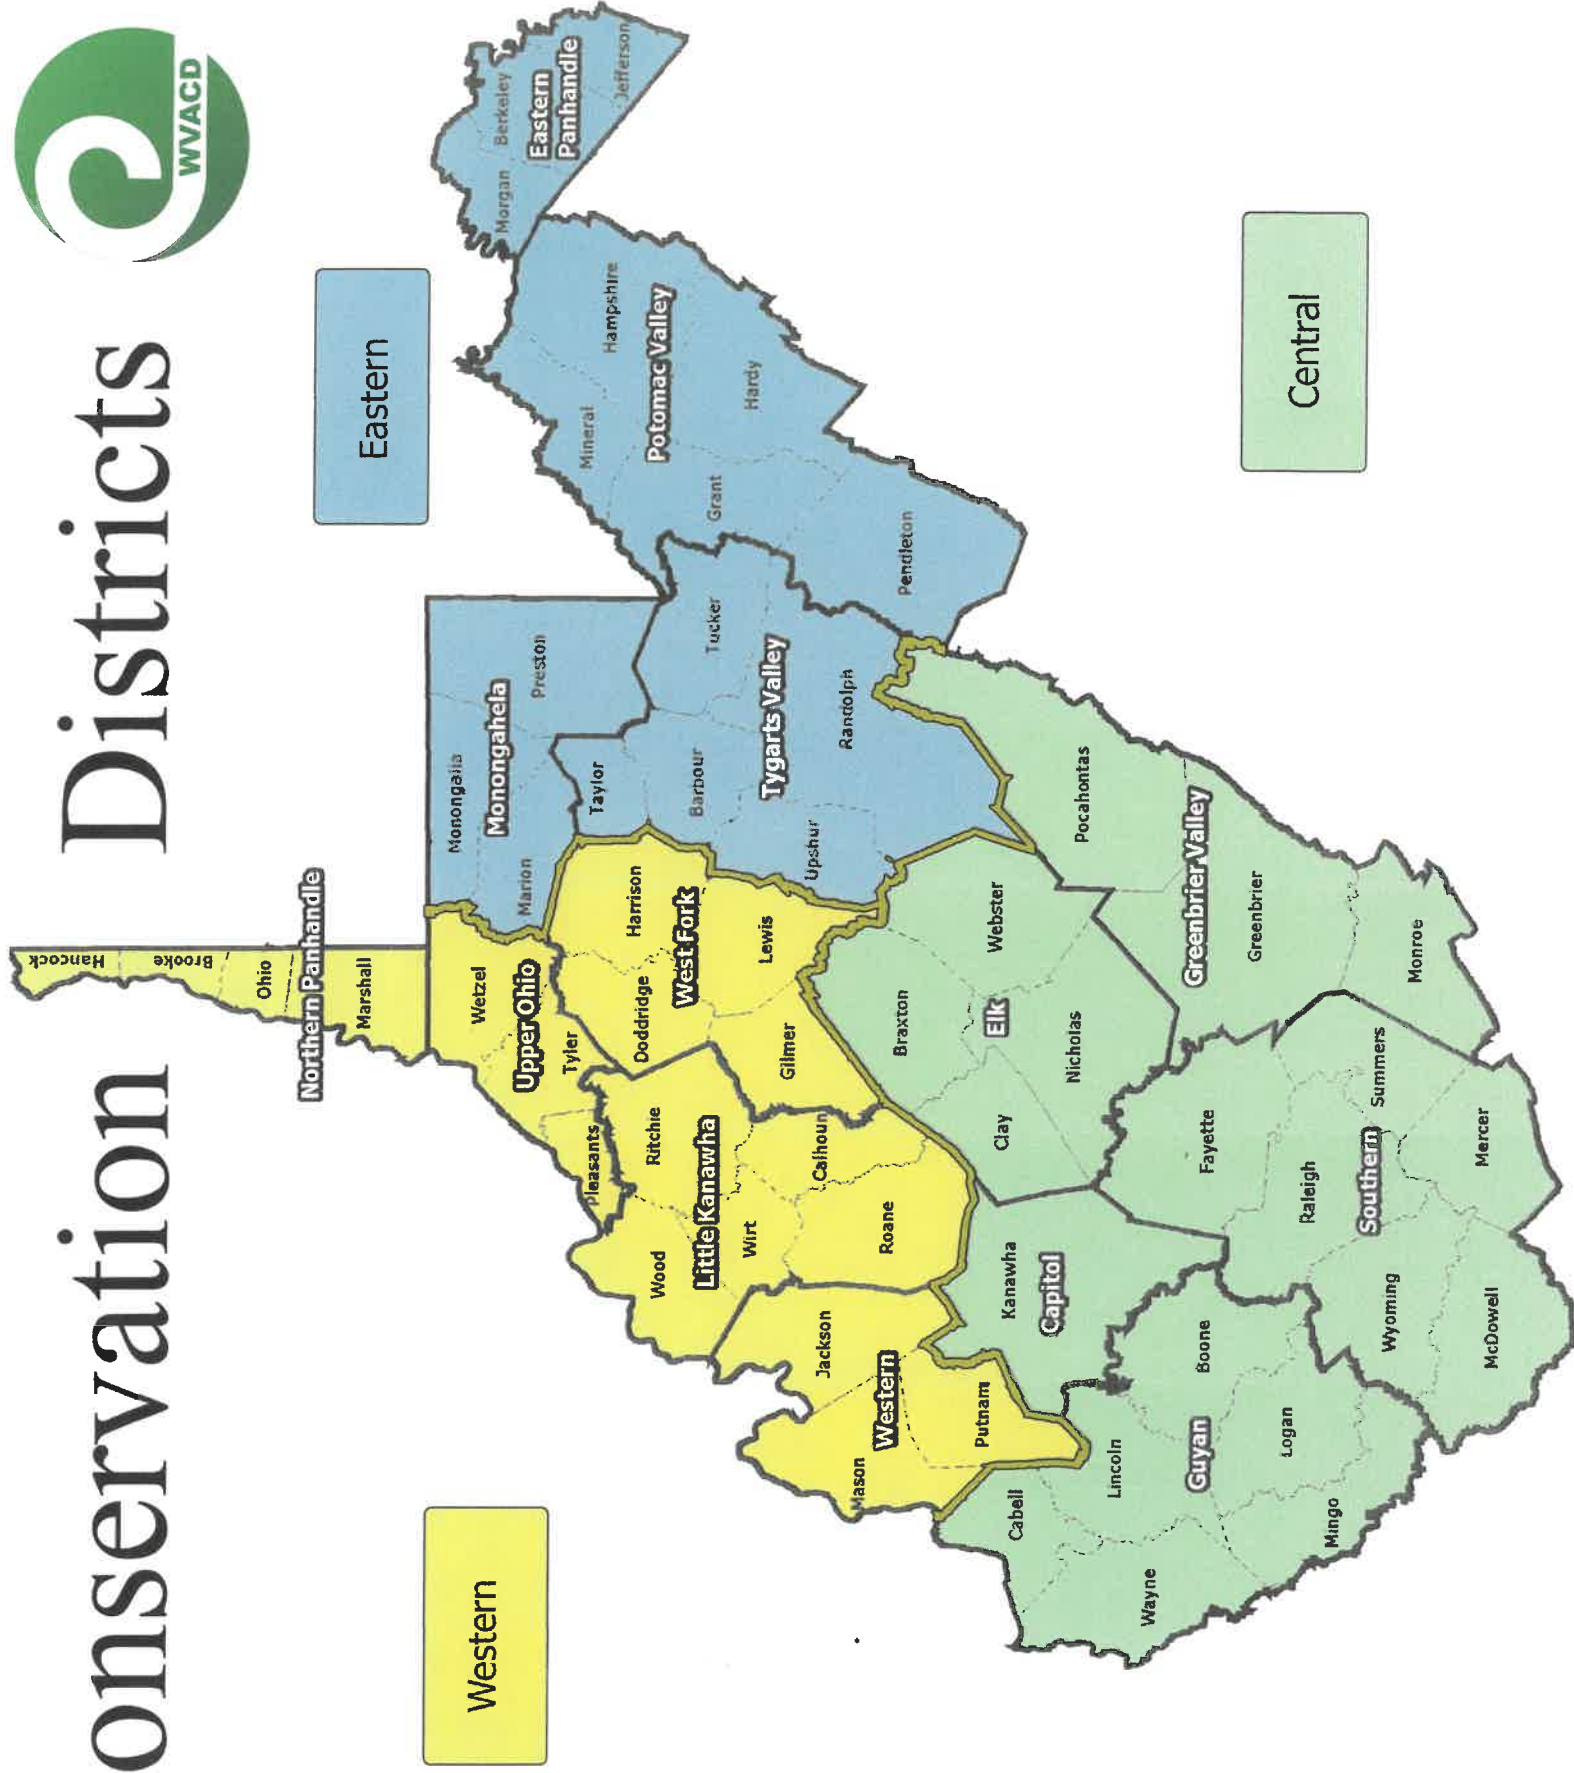 onservation Districts
WVACD
Eastern
Western
Central
Hancock
Brooke
Ohio
Northern Panhandle
Marshall
Wetzel
Upper Ohio
Tyler
Pleasants
Monongalia
Monongahela
Marion
Preston
Taylor
Barbour
Tucker
Tygarts Valley
Upshur
Randolph
Morgan
Berkeley
Eastern
Panhandle
Jefferson
Hampshire
Mineral
Potomac Valley
Grant
Hardy
Pendleton
Harrison
Doddridge
West Fork
Lewis
Gilmer
Ritchie
Wood
Little Kanawha
Wirt
Calhoun
Roane
Jackson
Mason
Western
Putnam
Braxton
Webster
Elk
Clay
Nicholas
Pocahontas
Greenbrier Valley
Greenbrier
Monroe
Kanawha
Capitol
Cabell
Lincoln
Boone
Guyan
Wayne
Logan
Mingo
Fayette
Raleigh
Summers
Southern
Wyoming
Mercer
McDowell